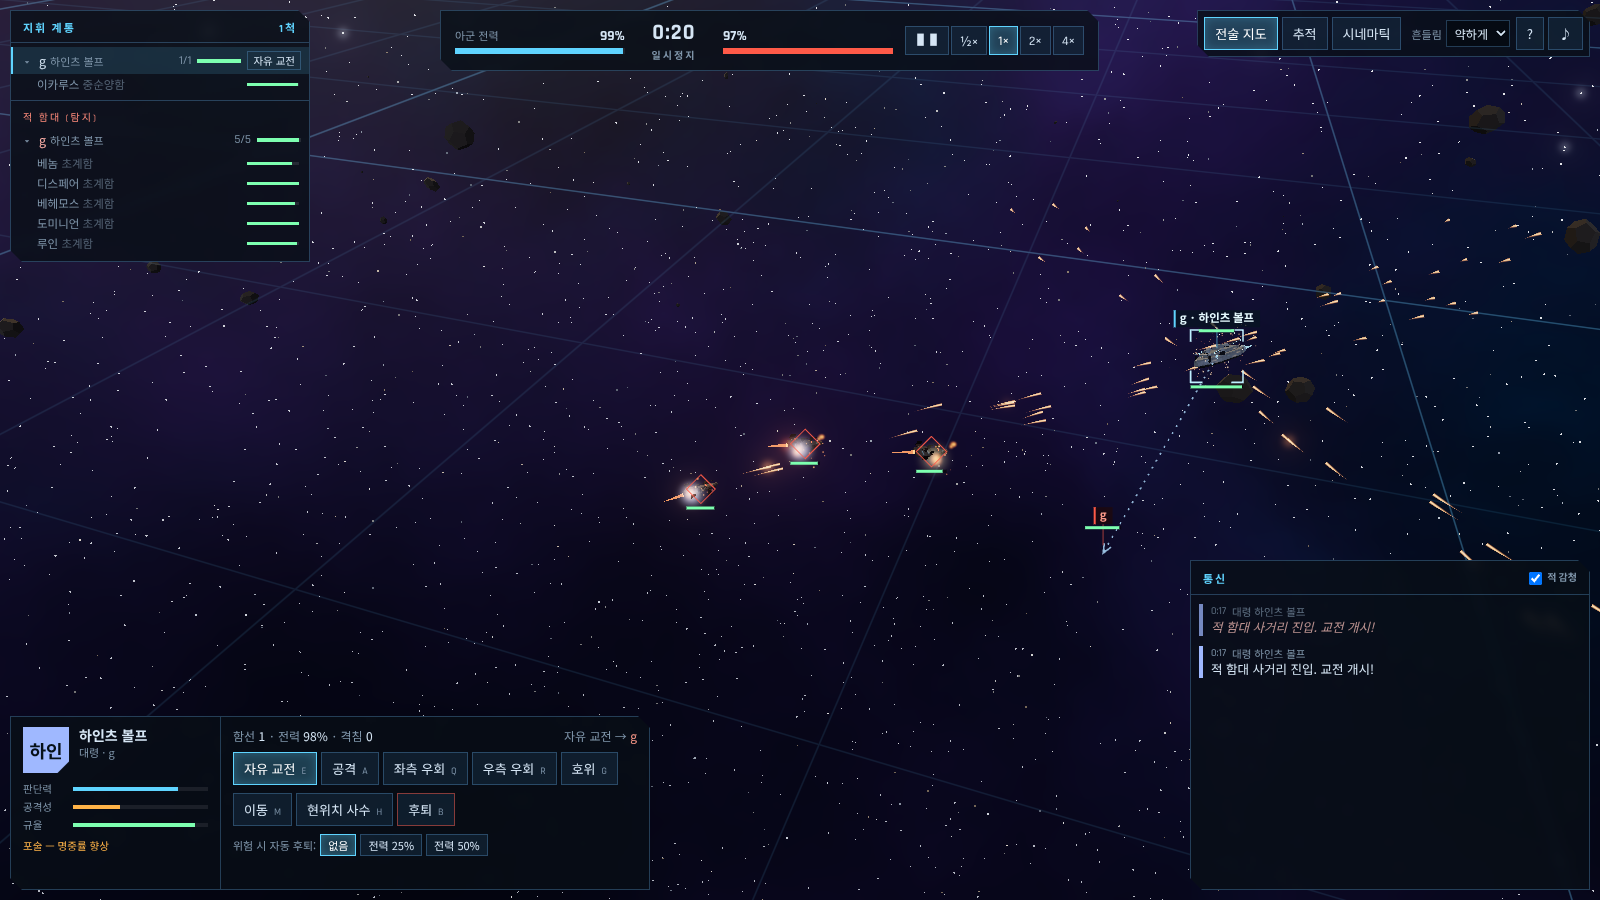 지휘 계통 1척
g 하인츠 볼프 1/1 자유 교전
이카루스 중순양함
적 함대 (탐지)
g 하인츠 볼프 5/5
베놈 초계함
디스페어 초계함
베헤모스 초계함
도미니언 초계함
루인 초계함
아군 전력 99% 0:20 97%
일시정지
½× 1× 2× 4×
전술 지도 추적 시네마틱 흔들림 약하게 ? ♪
g · 하인츠 볼프
g
통신 적 감청
0:17 대령 하인츠 볼프
적 함대 사거리 진입. 교전 개시!
0:17 대령 하인츠 볼프
적 함대 사거리 진입. 교전 개시!
하인 하인츠 볼프
대령 · g
판단력
공격성
규율
포술 — 명중률 향상
함선 1 · 전력 98% · 격침 0 자유 교전 → g
자유 교전 E 공격 A 좌측 우회 Q 우측 우회 R 호위 G
이동 M 현위치 사수 H 후퇴 B
위험 시 자동 후퇴: 없음 전력 25% 전력 50%